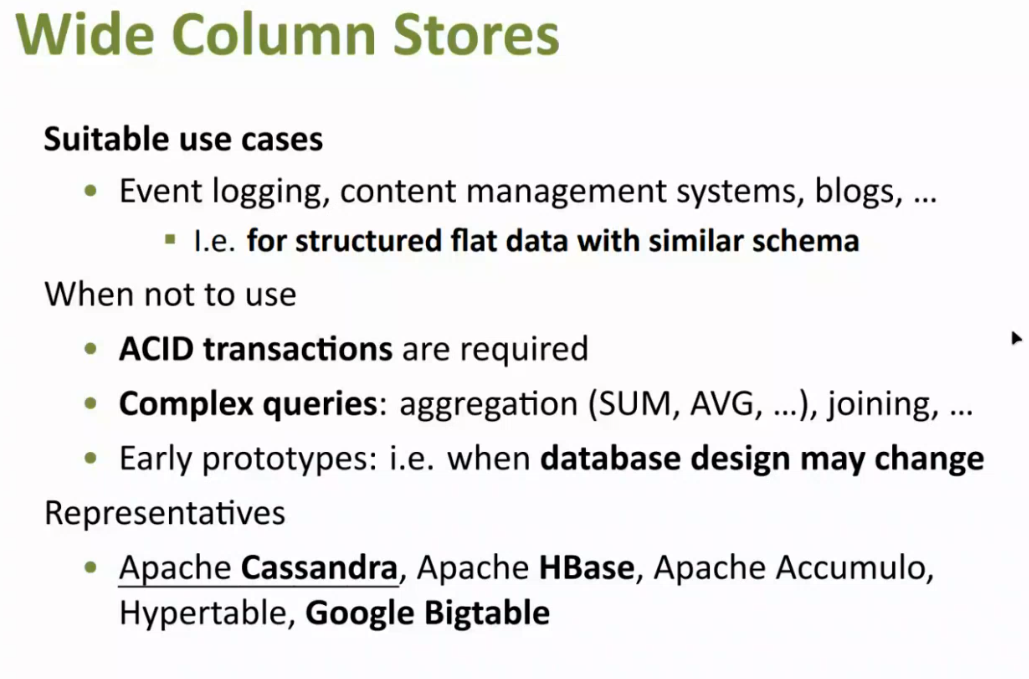 Wide Column Stores
Suitable use cases
• Event logging, content management systems, blogs, ...
▪ I.e. for structured flat data with similar schema
When not to use
• ACID transactions are required
• Complex queries: aggregation (SUM, AVG, ...), joining, ...
• Early prototypes: i.e. when database design may change
Representatives
• Apache Cassandra, Apache HBase, Apache Accumulo,
Hypertable, Google Bigtable